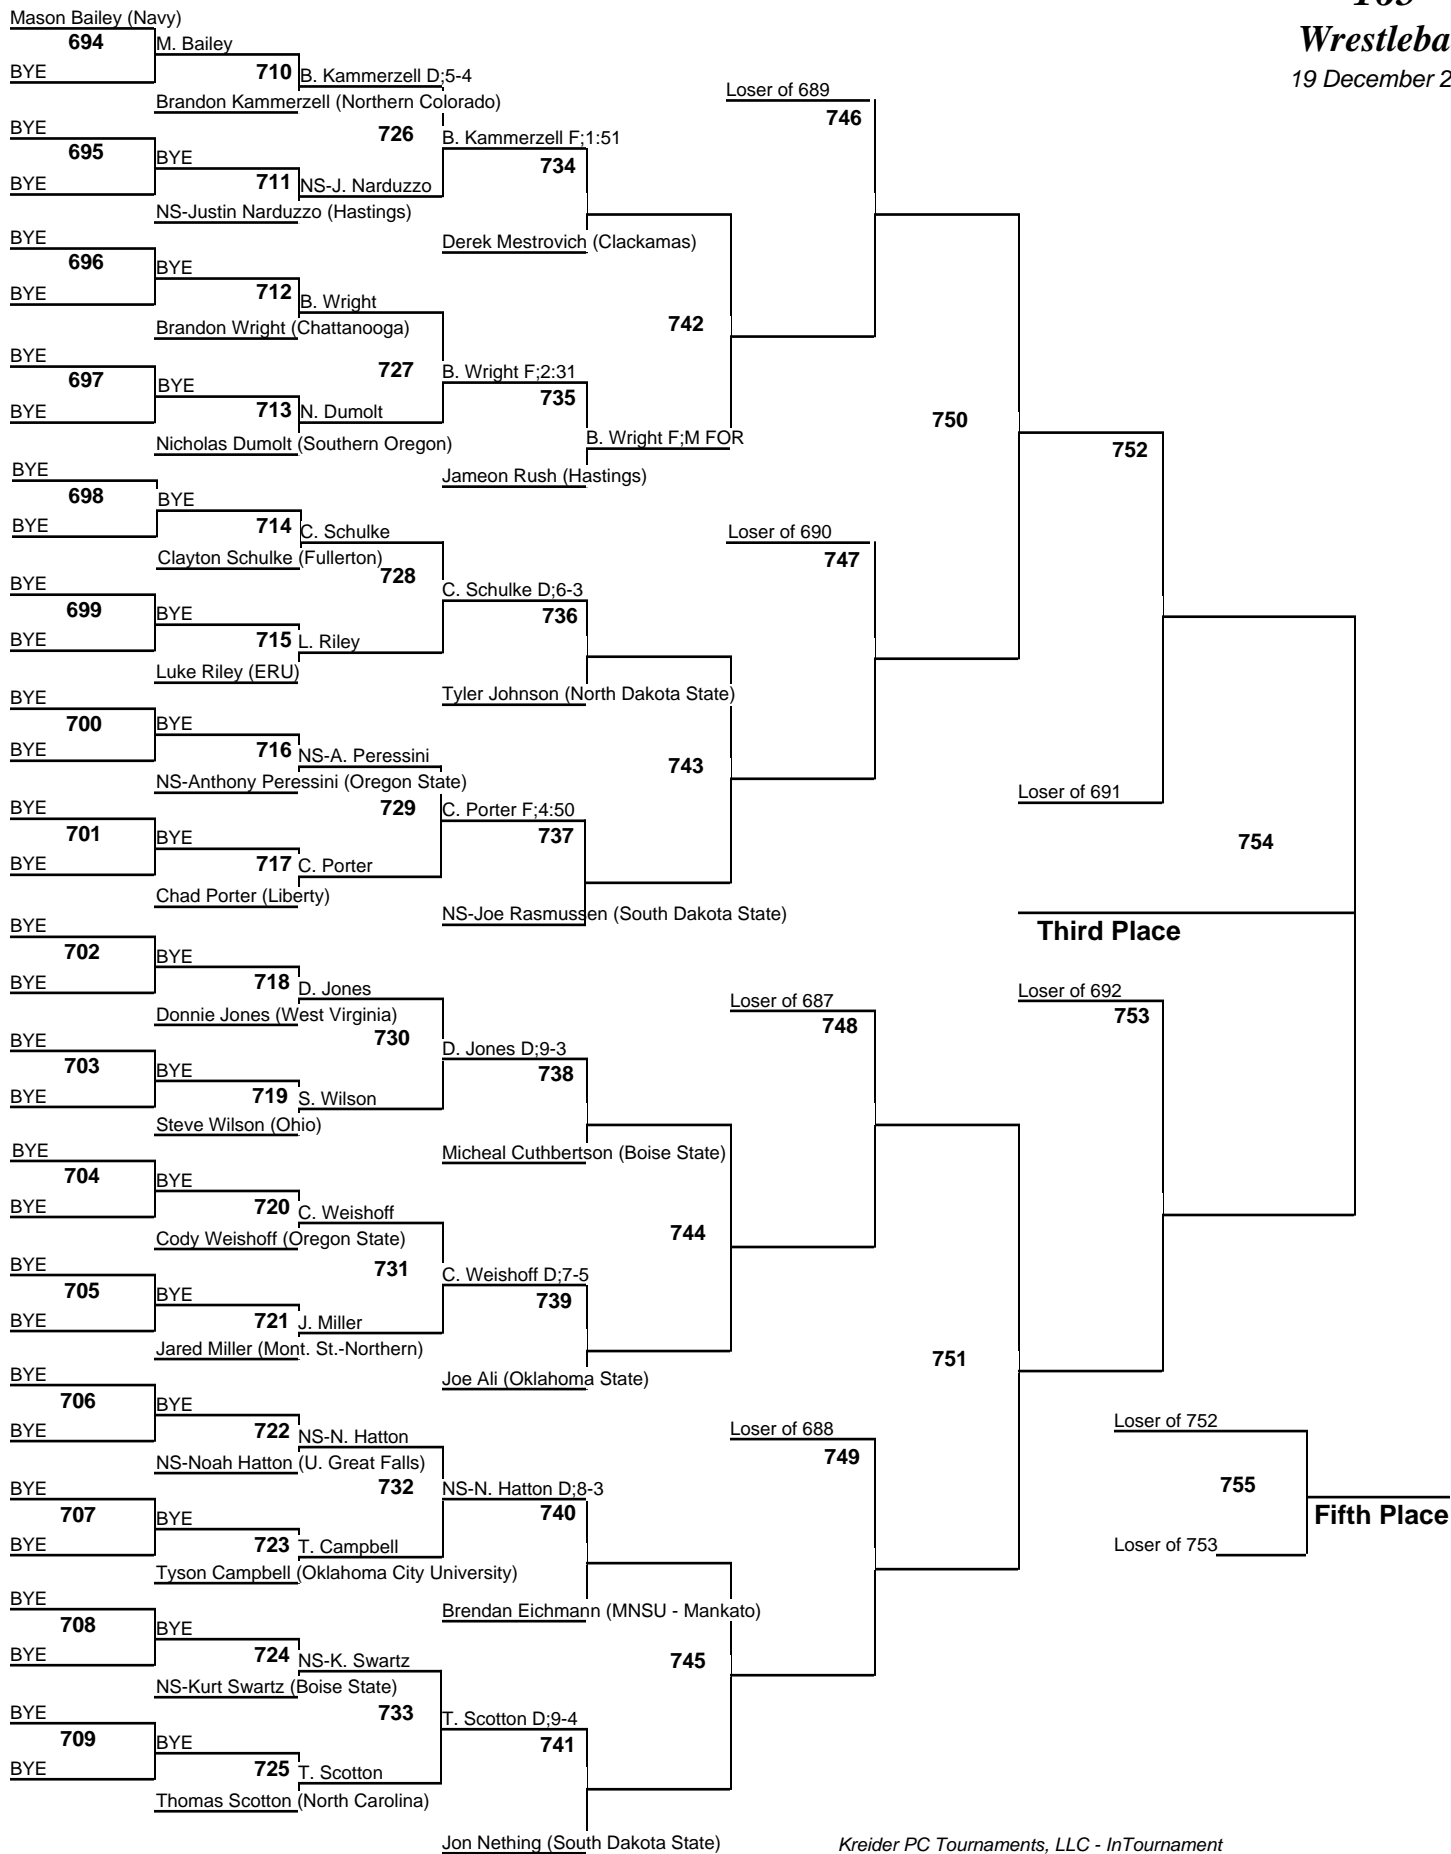 Wrestleba
19 December 2
Mason Bailey (Navy)
694
BYE
M. Bailey
710
Brandon Kammerzell (Northern Colorado)
B. Kammerzell D;5-4
726
BYE
695
BYE
BYE
711
NS-Justin Narduzzo (Hastings)
NS-J. Narduzzo
B. Kammerzell F;1:51
734
Derek Mestrovich (Clackamas)
BYE
696
BYE
BYE
712
Brandon Wright (Chattanooga)
B. Wright
727
BYE
697
BYE
BYE
713
Nicholas Dumolt (Southern Oregon)
N. Dumolt
B. Wright F;2:31
735
Jameon Rush (Hastings)
B. Wright F;M FOR
742
Loser of 689
746
BYE
698
BYE
BYE
714
Clayton Schulke (Fullerton)
C. Schulke
728
BYE
699
BYE
BYE
715
Luke Riley (ERU)
L. Riley
C. Schulke D;6-3
736
Tyler Johnson (North Dakota State)
BYE
700
BYE
BYE
716
NS-Anthony Peressini (Oregon State)
NS-A. Peressini
729
BYE
701
BYE
BYE
717
Chad Porter (Liberty)
C. Porter
C. Porter F;4:50
737
NS-Joe Rasmussen (South Dakota State)
743
Loser of 690
747
750
752
Loser of 691
754
Third Place
BYE
702
BYE
BYE
718
Donnie Jones (West Virginia)
D. Jones
730
BYE
703
BYE
BYE
719
Steve Wilson (Ohio)
S. Wilson
D. Jones D;9-3
738
Micheal Cuthbertson (Boise State)
BYE
704
BYE
BYE
720
Cody Weishoff (Oregon State)
C. Weishoff
731
BYE
705
BYE
BYE
721
Jared Miller (Mont. St.-Northern)
J. Miller
C. Weishoff D;7-5
739
Joe Ali (Oklahoma State)
744
Loser of 687
748
Loser of 692
753
BYE
706
BYE
BYE
722
NS-Noah Hatton (U. Great Falls)
NS-N. Hatton
732
BYE
707
BYE
BYE
723
Tyson Campbell (Oklahoma City University)
T. Campbell
NS-N. Hatton D;8-3
740
Brendan Eichmann (MNSU - Mankato)
BYE
708
BYE
BYE
724
NS-Kurt Swartz (Boise State)
NS-K. Swartz
733
BYE
709
BYE
BYE
725
Thomas Scotton (North Carolina)
T. Scotton
T. Scotton D;9-4
741
Jon Nething (South Dakota State)
745
Loser of 688
749
751
Loser of 752
755
Loser of 753
Fifth Place
Kreider PC Tournaments, LLC - InTournament